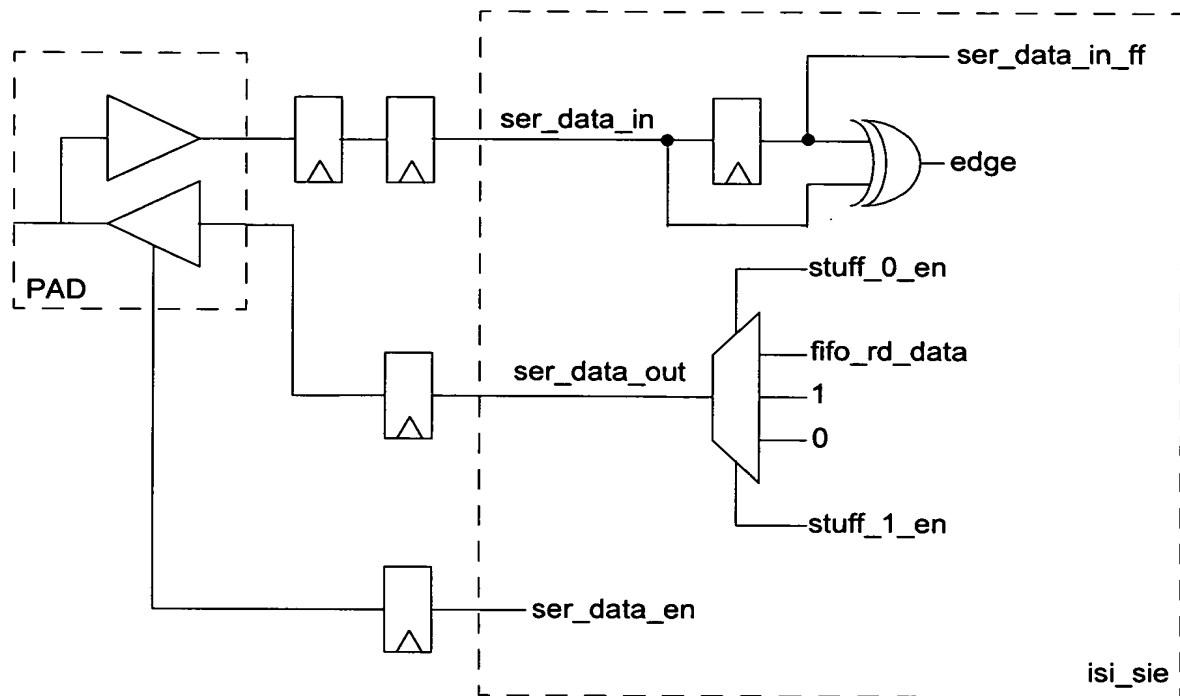 ser_data_in_ff
ser_data_in
edge
PAD
stuff_0_en
fifo_rd_data
ser_data_out
1
0
stuff_1_en
ser_data_en
isi_sie